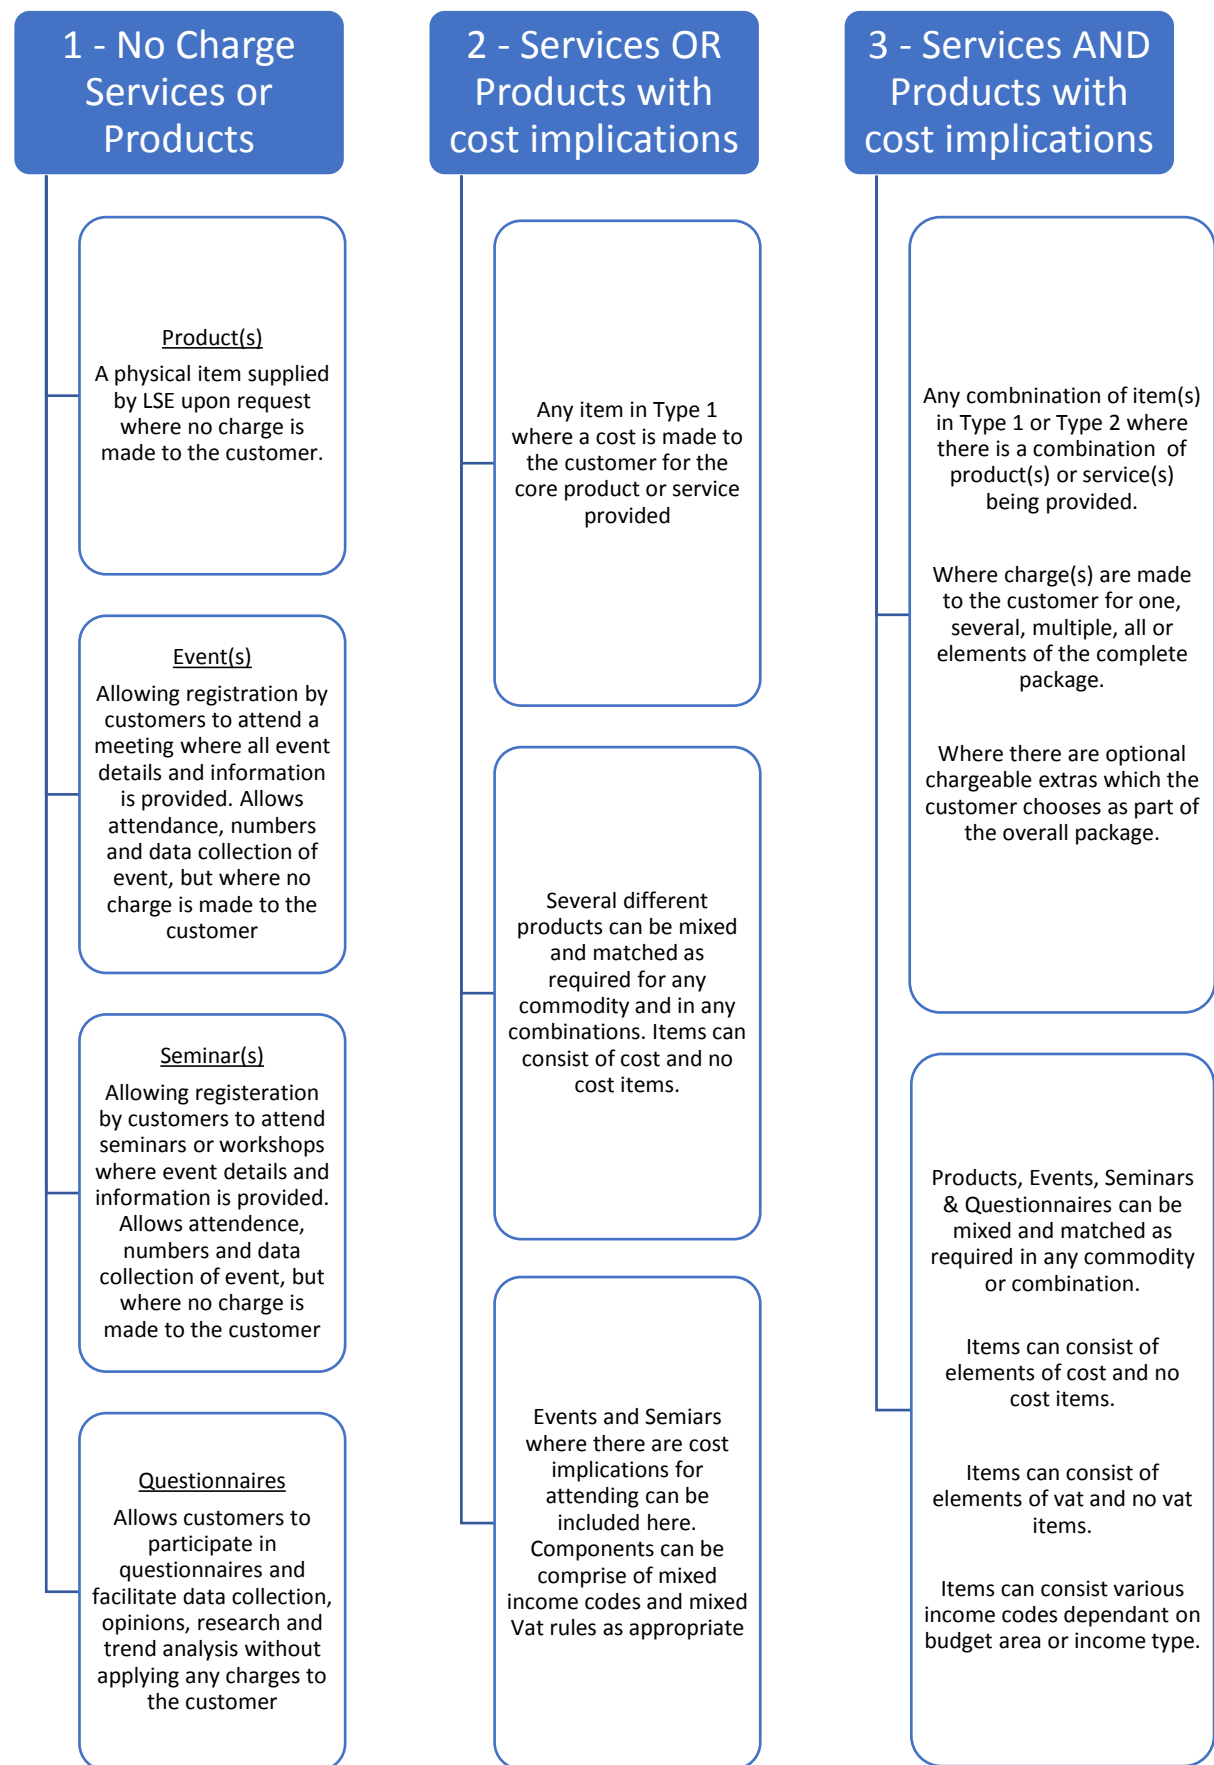 1 - No Charge
Services or
Products
Product(s)
A physical item supplied
by LSE upon request
where no charge is
made to the customer.
Event(s)
Allowing registration by
customers to attend a
meeting where all event
details and information
is provided. Allows
attendance, numbers
and data collection of
event, but where no
charge is made to the
customer
Seminar(s)
Allowing registeration
by customers to attend
seminars or workshops
where event details and
information is provided.
Allows attendence,
numbers and data
collection of event, but
where no charge is
made to the customer
Questionnaires
Allows customers to
participate in
questionnaires and
facilitate data collection,
opinions, research and
trend analysis without
applying any charges to
the customer
2 - Services OR
Products with
cost implications
Any item in Type 1
where a cost is made to
the customer for the
core product or service
provided
Several different
products can be mixed
and matched as
required for any
commodity and in any
combinations. Items can
consist of cost and no
cost items.
Events and Semiars
where there are cost
implications for
attending can be
included here.
Components can be
comprise of mixed
income codes and mixed
Vat rules as appropriate
3 - Services AND
Products with
cost implications
Any combnination of item(s)
in Type 1 or Type 2 where
there is a combination of
product(s) or service(s)
being provided.
Where charge(s) are made
to the customer for one,
several, multiple, all or
elements of the complete
package.
Where there are optional
chargeable extras which the
customer chooses as part of
the overall package.
Products, Events, Seminars
& Questionnaires can be
mixed and matched as
required in any commodity
or combination.
Items can consist of
elements of cost and no
cost items.
Items can consist of
elements of vat and no vat
items.
Items can consist various
income codes dependant on
budget area or income type.